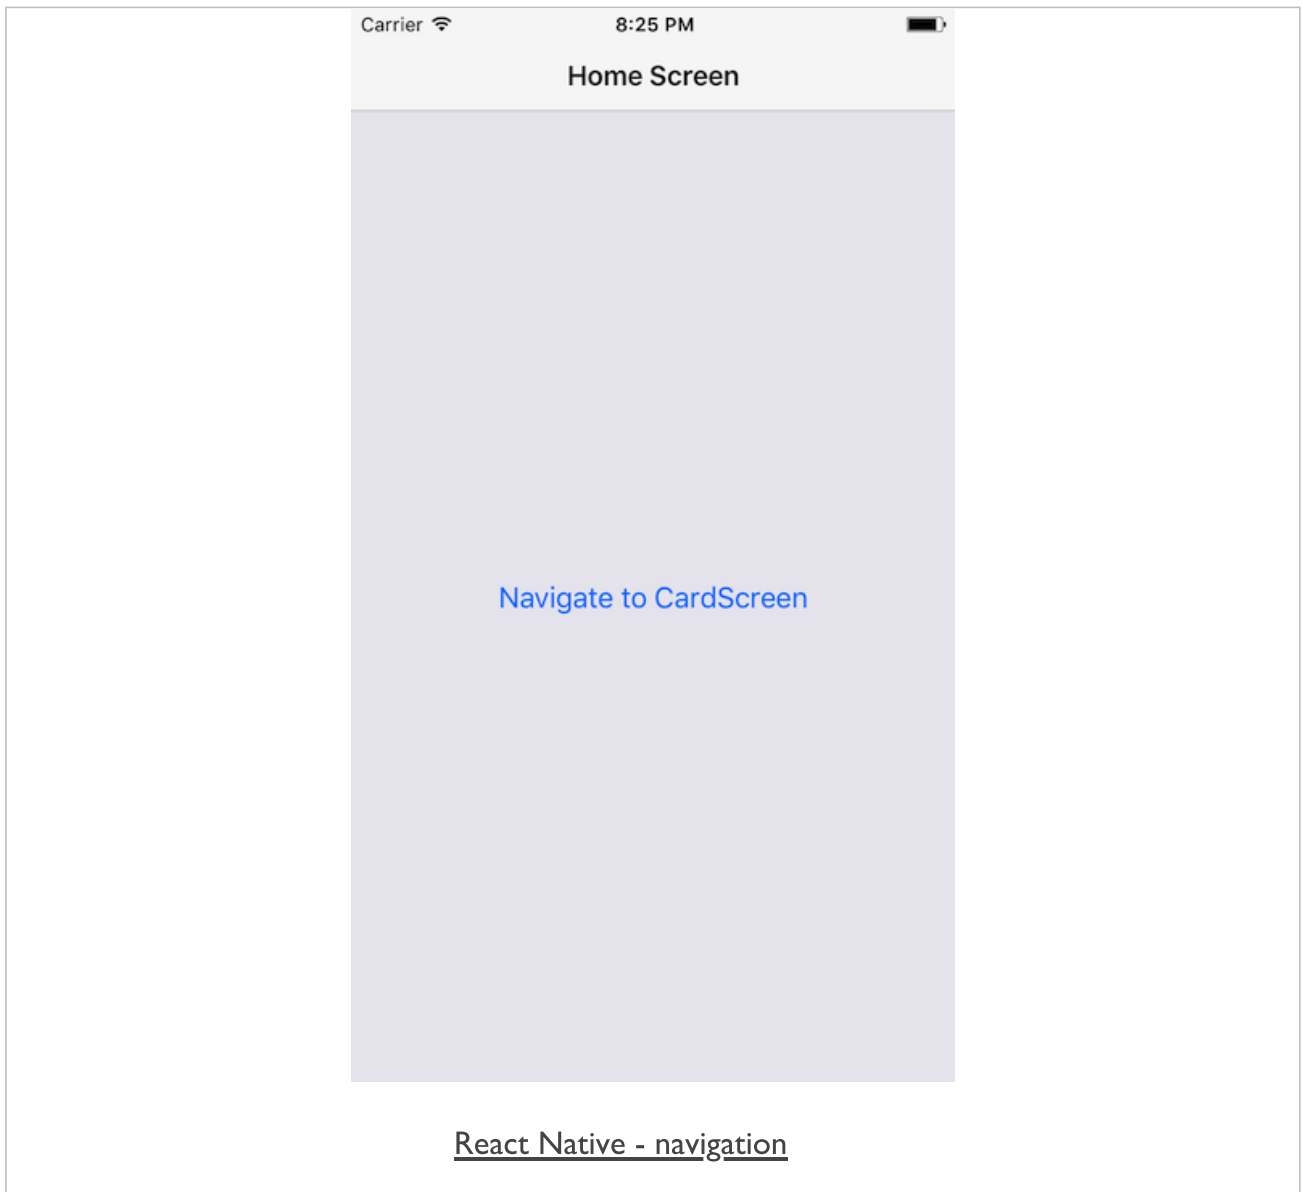 Carrier
8:25 PM
Home Screen
Navigate to CardScreen
React Native - navigation